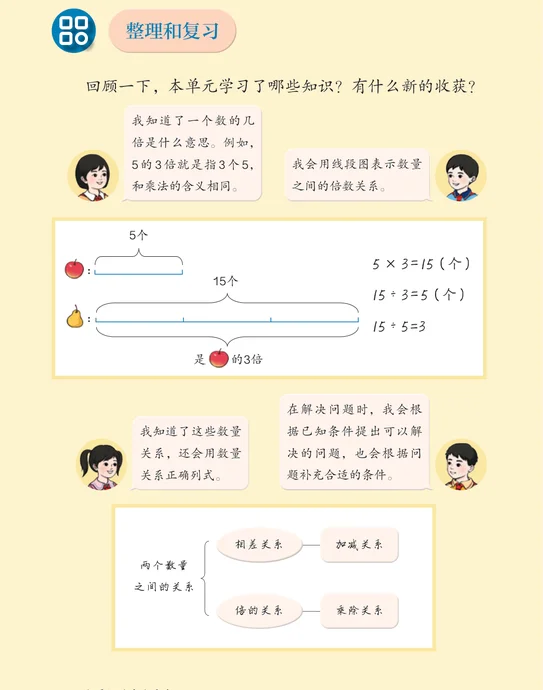 整理和复习
回顾一下，本单元学习了哪些知识？有什么新的收获？
我知道了一个数的几
倍是什么意思。例如，
5的3倍就是指3个5，
和乘法的含义相同。
我会用线段图表示数量
之间的倍数关系。
5个
：
15个
：
是 的3倍
5 × 3=15（个）
15 ÷ 3=5（个）
15 ÷ 5=3
我知道了这些数量
关系，还会用数量
关系正确列式。
在解决问题时，我会根
据已知条件提出可以解
决的问题，也会根据问
题补充合适的条件。
两个数量
之间的关系
相差关系
加减关系
倍的关系
乘除关系